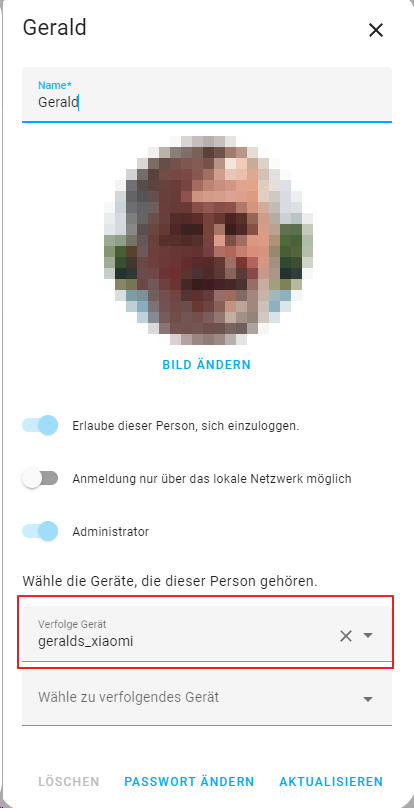 Gerald
Name*
Gerald
BILD ÄNDERN
Erlaube dieser Person, sich einzuloggen.
Anmeldung nur über das lokale Netzwerk möglich
Administrator
Wähle die Geräte, die dieser Person gehören.
Verfolge Gerät
geralds_xiaomi
Wähle zu verfolgendes Gerät
LÖSCHEN PASSWORT ÄNDERN AKTUALISIEREN